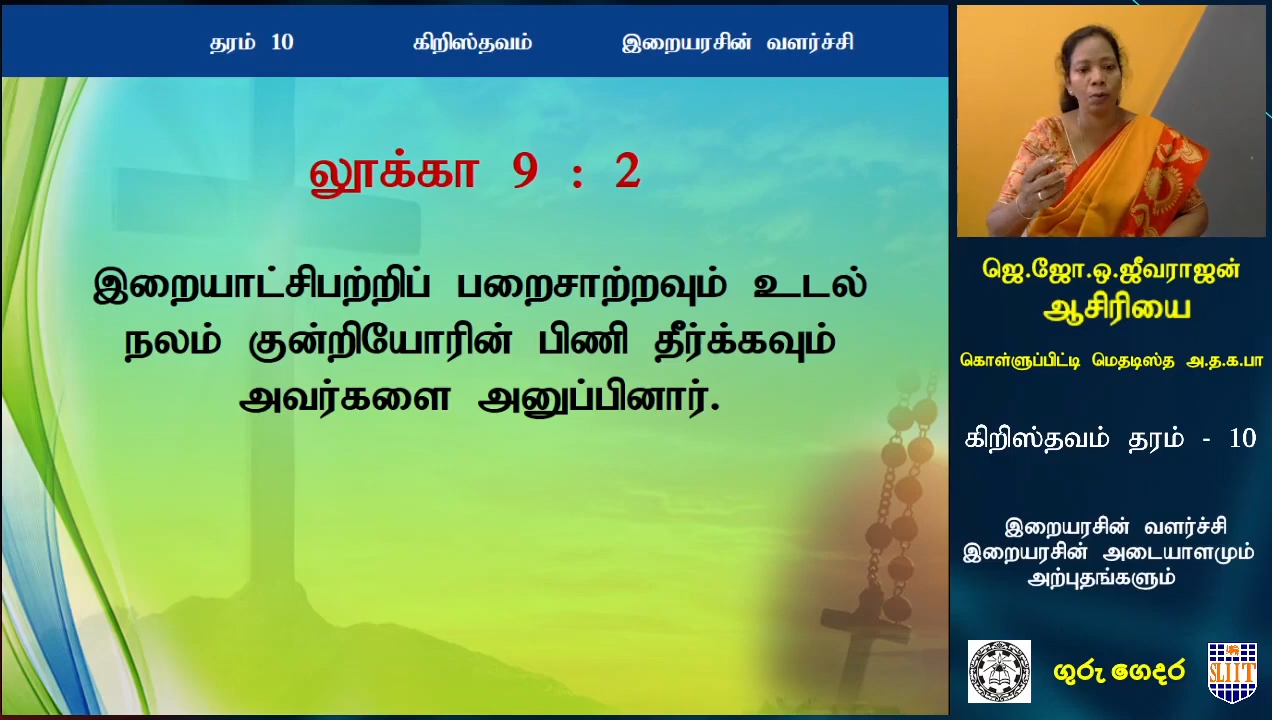 தரம் 10 கிறிஸ்தவம் இறையரசின் வளர்ச்சி
லூக்கா 9 : 2
இறையாட்சிபற்றிப் பறைசாற்றவும் உடல்
நலம் குன்றியோரின் பிணி தீர்க்கவும்
அவர்களை அனுப்பினார்.
ஜெ.ஜோ.ஒ.ஜீவராஜன்
ஆசிரியை
கொள்ளுப்பிட்டி மெதடிஸ்த அ.த.க.பா
கிறிஸ்தவம் தரம் - 10
இறையரசின் வளர்ச்சி
இறையரசின் அடையாளமும்
அற்புதங்களும்
ගුරු ගෙදර
SLIIT